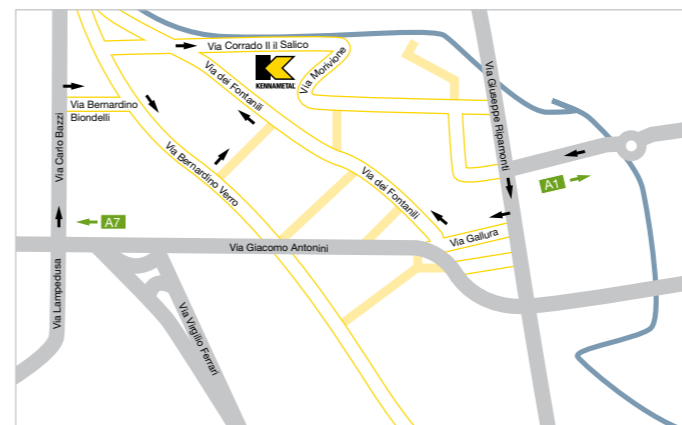 Via Corrado II il Salico
Via Morivione
KENNAMETAL
Via dei Fontanili
Via Giuseppe Ripamonti
Via Bernardino
Biondelli
Via Carlo Bazzi
Via Bernardino Verro
Via dei Fontanili
A1
A7
Via Gallura
Via Giacomo Antonini
Via Lampedusa
Via Virgilio Ferrari